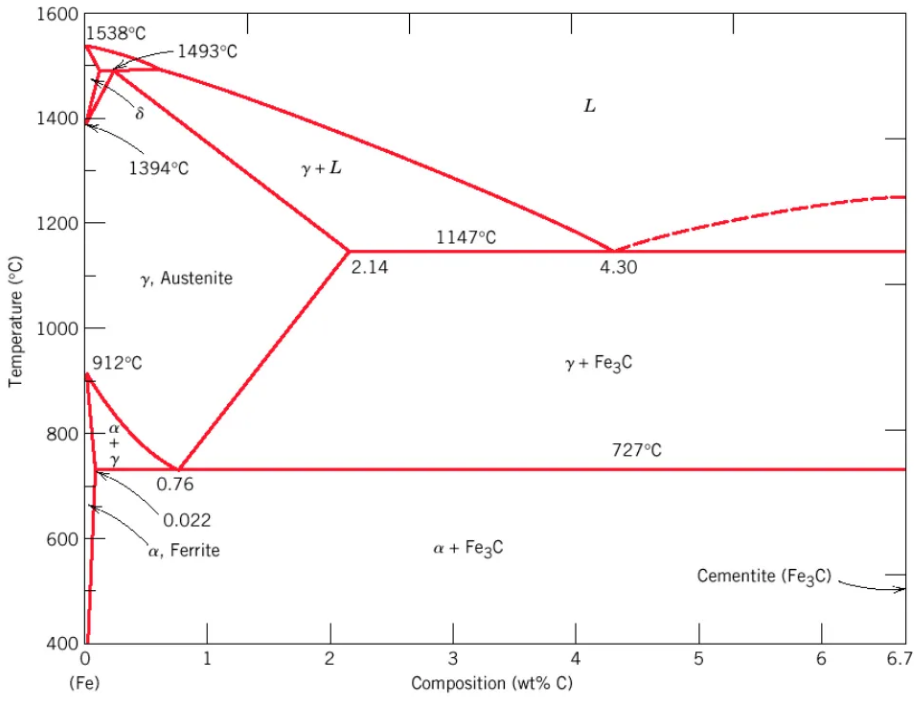 1600
1538°C
1493°C
L
1400
δ
1394°C
γ + L
1200
1147°C
2.14
4.30
γ, Austenite
Temperature (°C)
1000
912°C
γ + Fe₃C
800
α
+
γ
727°C
0.76
0.022
600
α, Ferrite
α + Fe₃C
Cementite (Fe₃C)
400
0 1 2 3 4 5 6 6.7
(Fe)
Composition (wt% C)